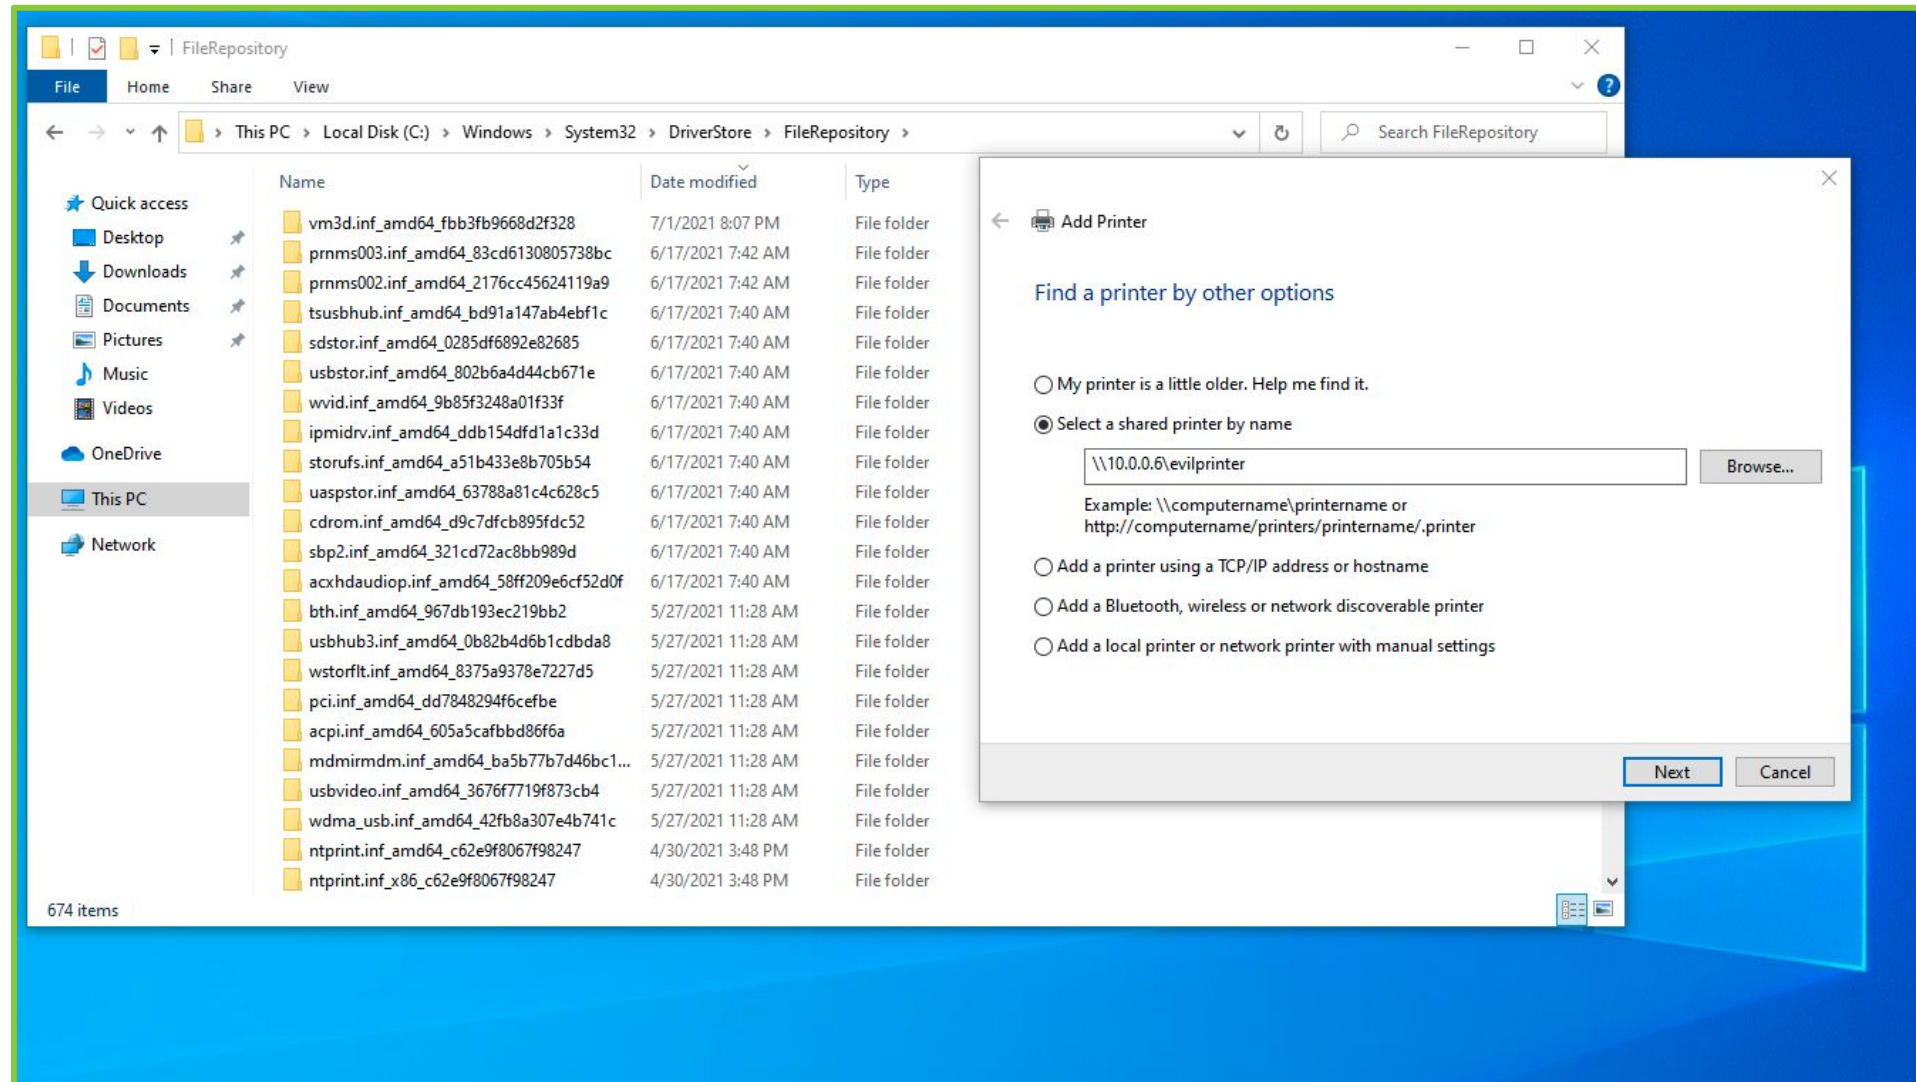 FileRepository
File Home Share View
This PC > Local Disk (C:) > Windows > System32 > DriverStore > FileRepository >
Search FileRepository
Quick access
Desktop
Downloads
Documents
Pictures
Music
Videos
OneDrive
This PC
Network
Name Date modified Type
vm3d.inf_amd64_fbb3fb9668d2f328 7/1/2021 8:07 PM File folder
prnms003.inf_amd64_83cd6130805738bc 6/17/2021 7:42 AM File folder
prnms002.inf_amd64_2176cc45624119a9 6/17/2021 7:42 AM File folder
tsusbhub.inf_amd64_bd91a147ab4ebf1c 6/17/2021 7:40 AM File folder
sdstor.inf_amd64_0285df6892e82685 6/17/2021 7:40 AM File folder
usbstor.inf_amd64_802b6a4d44cb671e 6/17/2021 7:40 AM File folder
wvid.inf_amd64_9b85f3248a01f33f 6/17/2021 7:40 AM File folder
ipmidrv.inf_amd64_ddb154dfd1a1c33d 6/17/2021 7:40 AM File folder
storufs.inf_amd64_a51b433e8b705b54 6/17/2021 7:40 AM File folder
uaspstor.inf_amd64_63788a81c4c628c5 6/17/2021 7:40 AM File folder
cdrom.inf_amd64_d9c7dfcb895fdc52 6/17/2021 7:40 AM File folder
sbp2.inf_amd64_321cd72ac8bb989d 6/17/2021 7:40 AM File folder
acxhdaudiop.inf_amd64_58ff209e6cf52d0f 6/17/2021 7:40 AM File folder
bth.inf_amd64_967db193ec219bb2 5/27/2021 11:28 AM File folder
usbhub3.inf_amd64_0b82b4d6b1cdbda8 5/27/2021 11:28 AM File folder
wstorflt.inf_amd64_8375a9378e7227d5 5/27/2021 11:28 AM File folder
pci.inf_amd64_dd7848294f6cefbe 5/27/2021 11:28 AM File folder
acpi.inf_amd64_605a5cafbbd86f6a 5/27/2021 11:28 AM File folder
mdmirmdm.inf_amd64_ba5b77b7d46bc1... 5/27/2021 11:28 AM File folder
usbvideo.inf_amd64_3676f7719f873cb4 5/27/2021 11:28 AM File folder
wdma_usb.inf_amd64_42fb8a307e4b741c 5/27/2021 11:28 AM File folder
ntprint.inf_amd64_c62e9f8067f98247 4/30/2021 3:48 PM File folder
ntprint.inf_x86_c62e9f8067f98247 4/30/2021 3:48 PM File folder
674 items
Add Printer
Find a printer by other options
My printer is a little older. Help me find it.
Select a shared printer by name
\\10.0.0.6\evilprinter
Browse...
Example: \\computername\printername or
http://computername/printers/printername/.printer
Add a printer using a TCP/IP address or hostname
Add a Bluetooth, wireless or network discoverable printer
Add a local printer or network printer with manual settings
Next Cancel